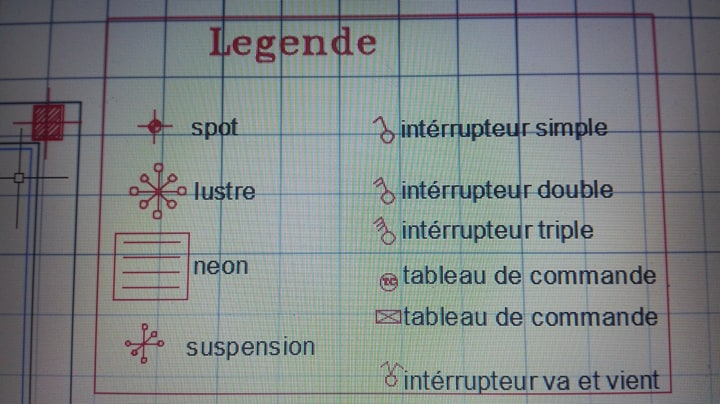 Legende
spot
lustre
neon
suspension
intérrupteur simple
intérrupteur double
intérrupteur triple
TC tableau de commande
tableau de commande
intérrupteur va et vient